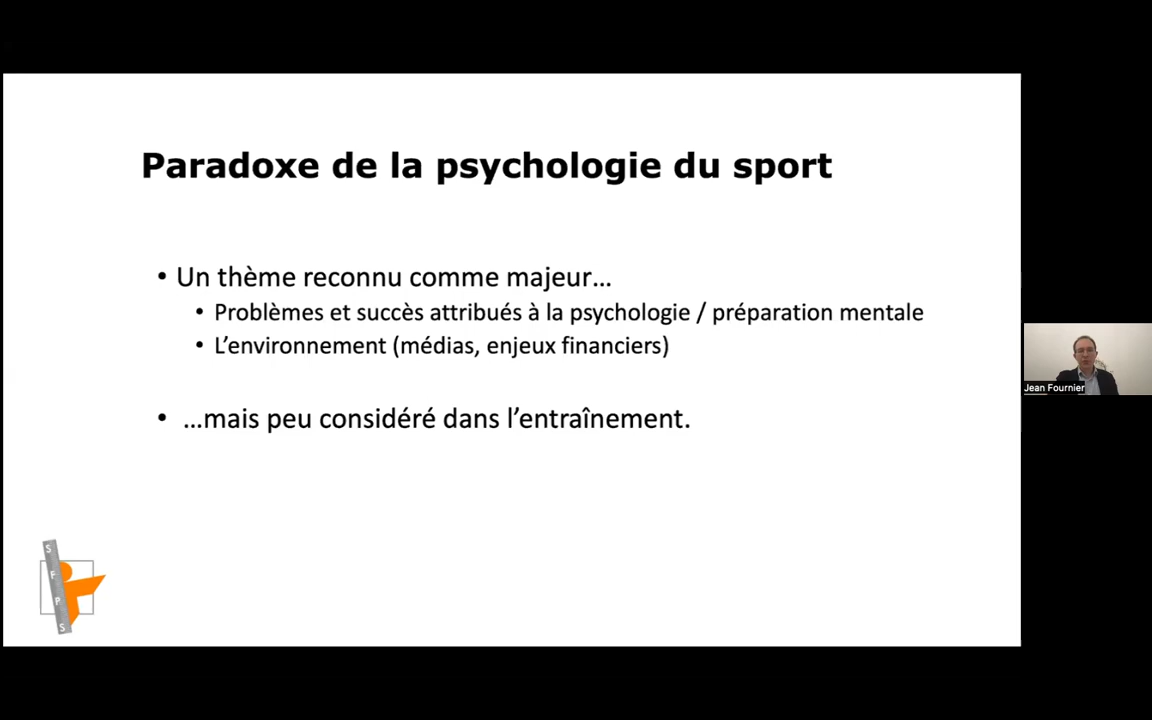 Paradoxe de la psychologie du sport
• Un thème reconnu comme majeur…
• Problèmes et succès attribués à la psychologie / préparation mentale
• L’environnement (médias, enjeux financiers)
• …mais peu considéré dans l’entraînement.
Jean Fournier
S
F
P
S